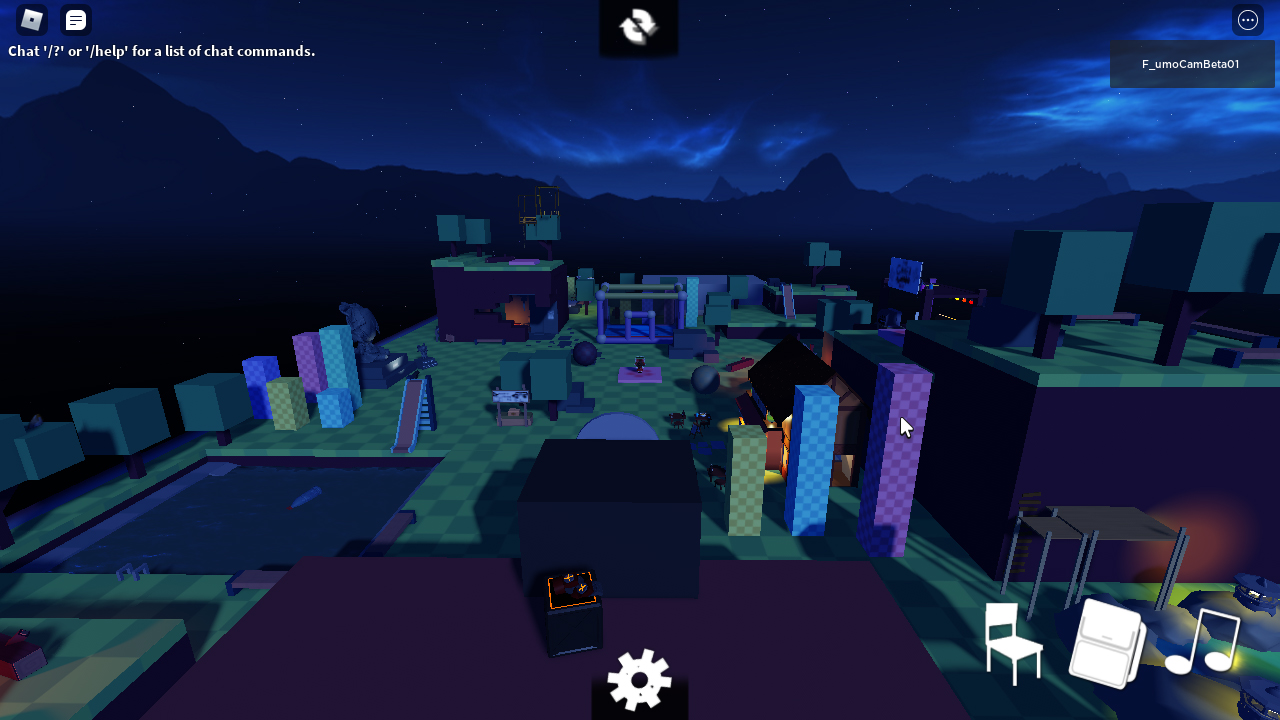 Chat '/?' or '/help' for a list of chat commands.
F_umoCamBeta01